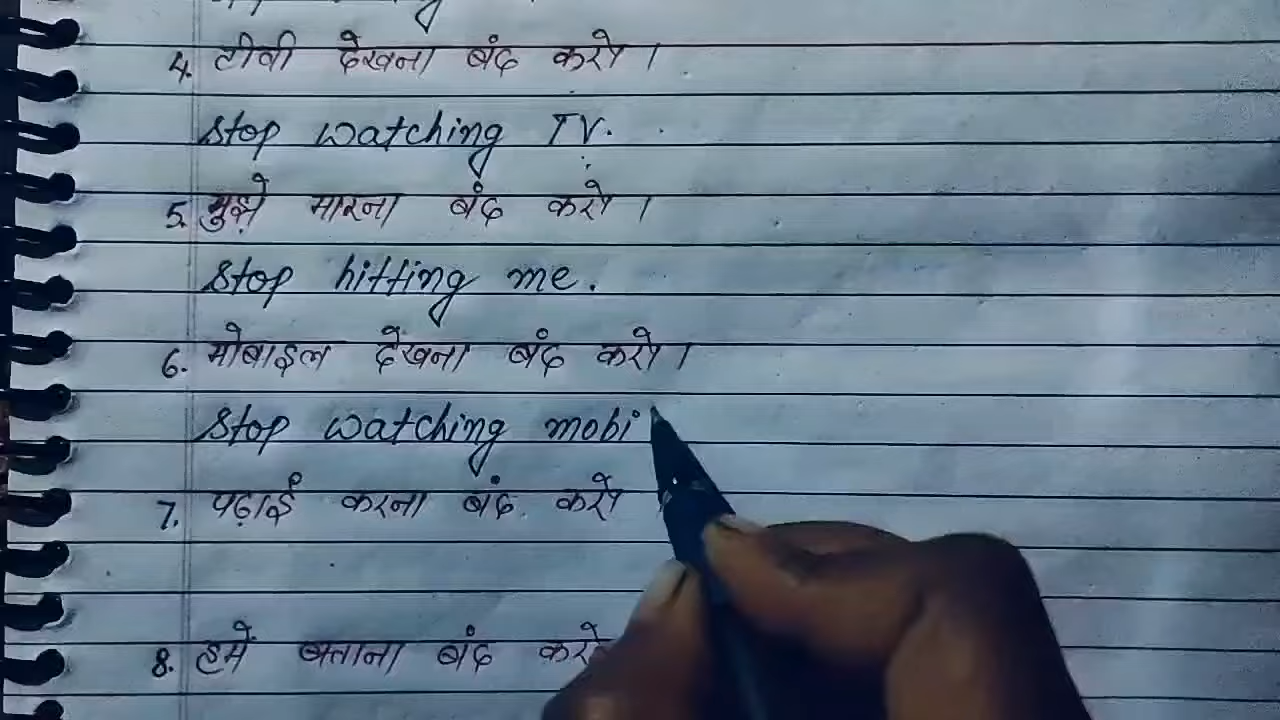 4. टीवी देखना बंद करो।
Stop watching TV.
5. मुझे मारना बंद करो।
Stop hitting me.
6. मोबाइल देखना बंद करो।
Stop watching mobi
7. पढ़ाई करना बंद करो
8. हमें बताना बंद करो